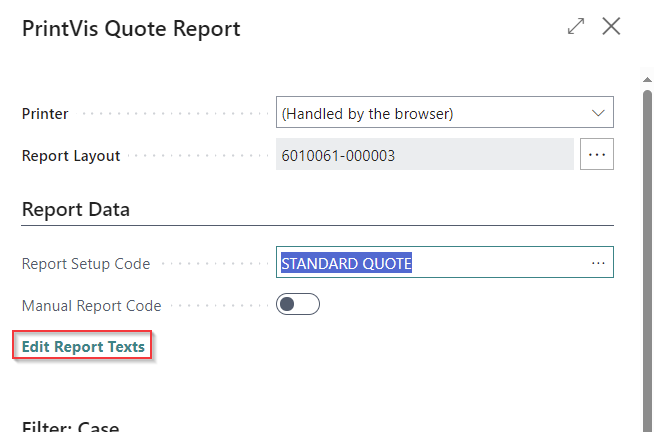 PrintVis Quote Report
Printer (Handled by the browser)
Report Layout 6010061-000003 ...
Report Data
Report Setup Code STANDARD QUOTE ...
Manual Report Code
Edit Report Texts
Filter: Case